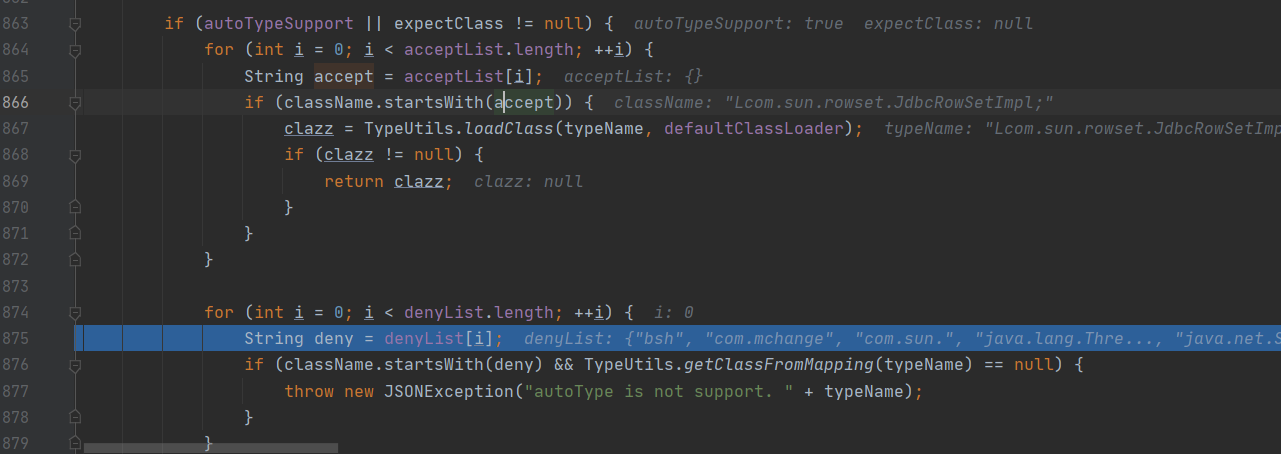 863 if (autoTypeSupport || expectClass != null) { autoTypeSupport: true expectClass: null
864 for (int i = 0; i < acceptList.length; ++i) {
865 String accept = acceptList[i]; acceptList: {}
866 if (className.startsWith(accept)) { className: "Lcom.sun.rowset.JdbcRowSetImpl;"
867 clazz = TypeUtils.loadClass(typeName, defaultClassLoader); typeName: "Lcom.sun.rowset.JdbcRowSetImp
868 if (clazz != null) {
869 return clazz; clazz: null
870 }
871 }
872 }
873
874 for (int i = 0; i < denyList.length; ++i) { i: 0
875 String deny = denyList[i]; denyList: {"bsh", "com.mchange", "com.sun.", "java.lang.Thre..., "java.net.S
876 if (className.startsWith(deny) && TypeUtils.getClassFromMapping(typeName) == null) {
877 throw new JSONException("autoType is not support. " + typeName);
878 }
879 }